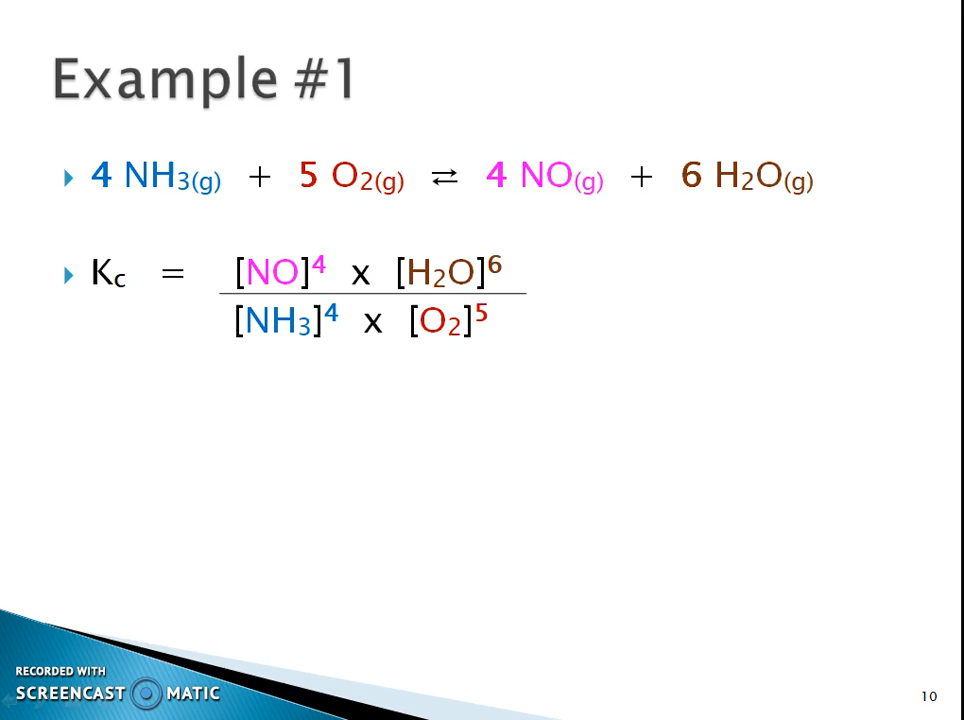 Example #1
4 NH₃(g) + 5 O₂(g) ⇄ 4 NO(g) + 6 H₂O(g)
Kc = [NO]⁴ x [H₂O]⁶
[NH₃]⁴ x [O₂]⁵
RECORDED WITH
SCREENCAST MATIC
10